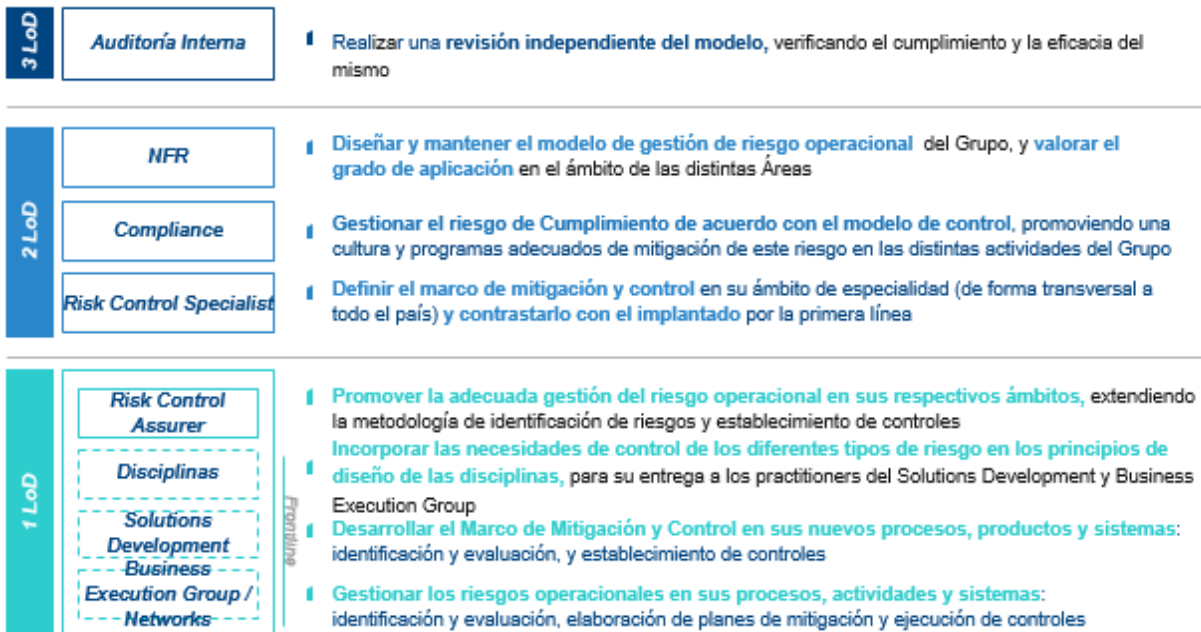 3 LoD
Auditoría Interna
Realizar una revisión independiente del modelo, verificando el cumplimiento y la eficacia del
mismo
2 LoD
NFR
Diseñar y mantener el modelo de gestión de riesgo operacional del Grupo, y valorar el
grado de aplicación en el ámbito de las distintas Áreas
Compliance
Gestionar el riesgo de Cumplimiento de acuerdo con el modelo de control, promoviendo una
cultura y programas adecuados de mitigación de este riesgo en las distintas actividades del Grupo
Risk Control Specialist
Definir el marco de mitigación y control en su ámbito de especialidad (de forma transversal a
todo el país) y contrastarlo con el implantado por la primera línea
1 LoD
Risk Control
Assurer
Promover la adecuada gestión del riesgo operacional en sus respectivos ámbitos, extendiendo
la metodología de identificación de riesgos y establecimiento de controles
Disciplinas
Incorporar las necesidades de control de los diferentes tipos de riesgo en los principios de
diseño de las disciplinas, para su entrega a los practitioners del Solutions Development y Business
Execution Group
Solutions
Development
Desarrollar el Marco de Mitigación y Control en sus nuevos procesos, productos y sistemas:
identificación y evaluación, y establecimiento de controles
Business
Execution Group /
Networks
Gestionar los riesgos operacionales en sus procesos, actividades y sistemas:
identificación y evaluación, elaboración de planes de mitigación y ejecución de controles